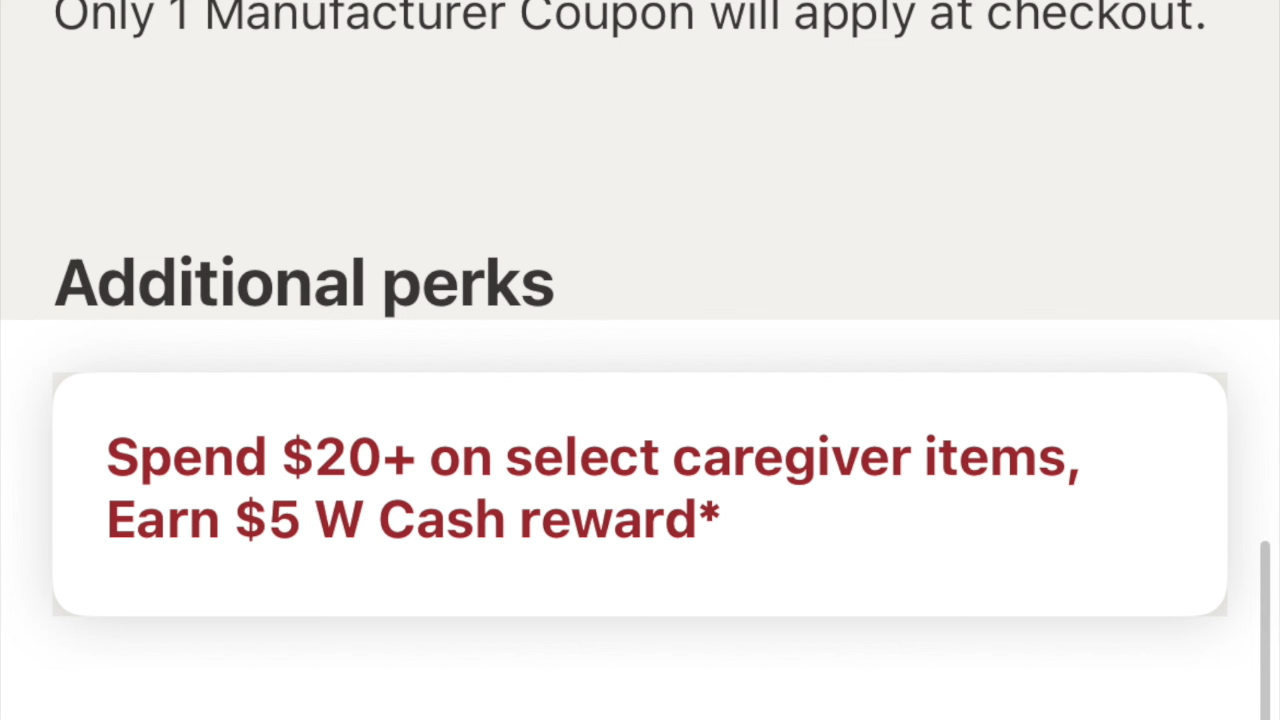 Only 1 Manufacturer Coupon will apply at checkout.
Additional perks
Spend $20+ on select caregiver items,
Earn $5 W Cash reward*